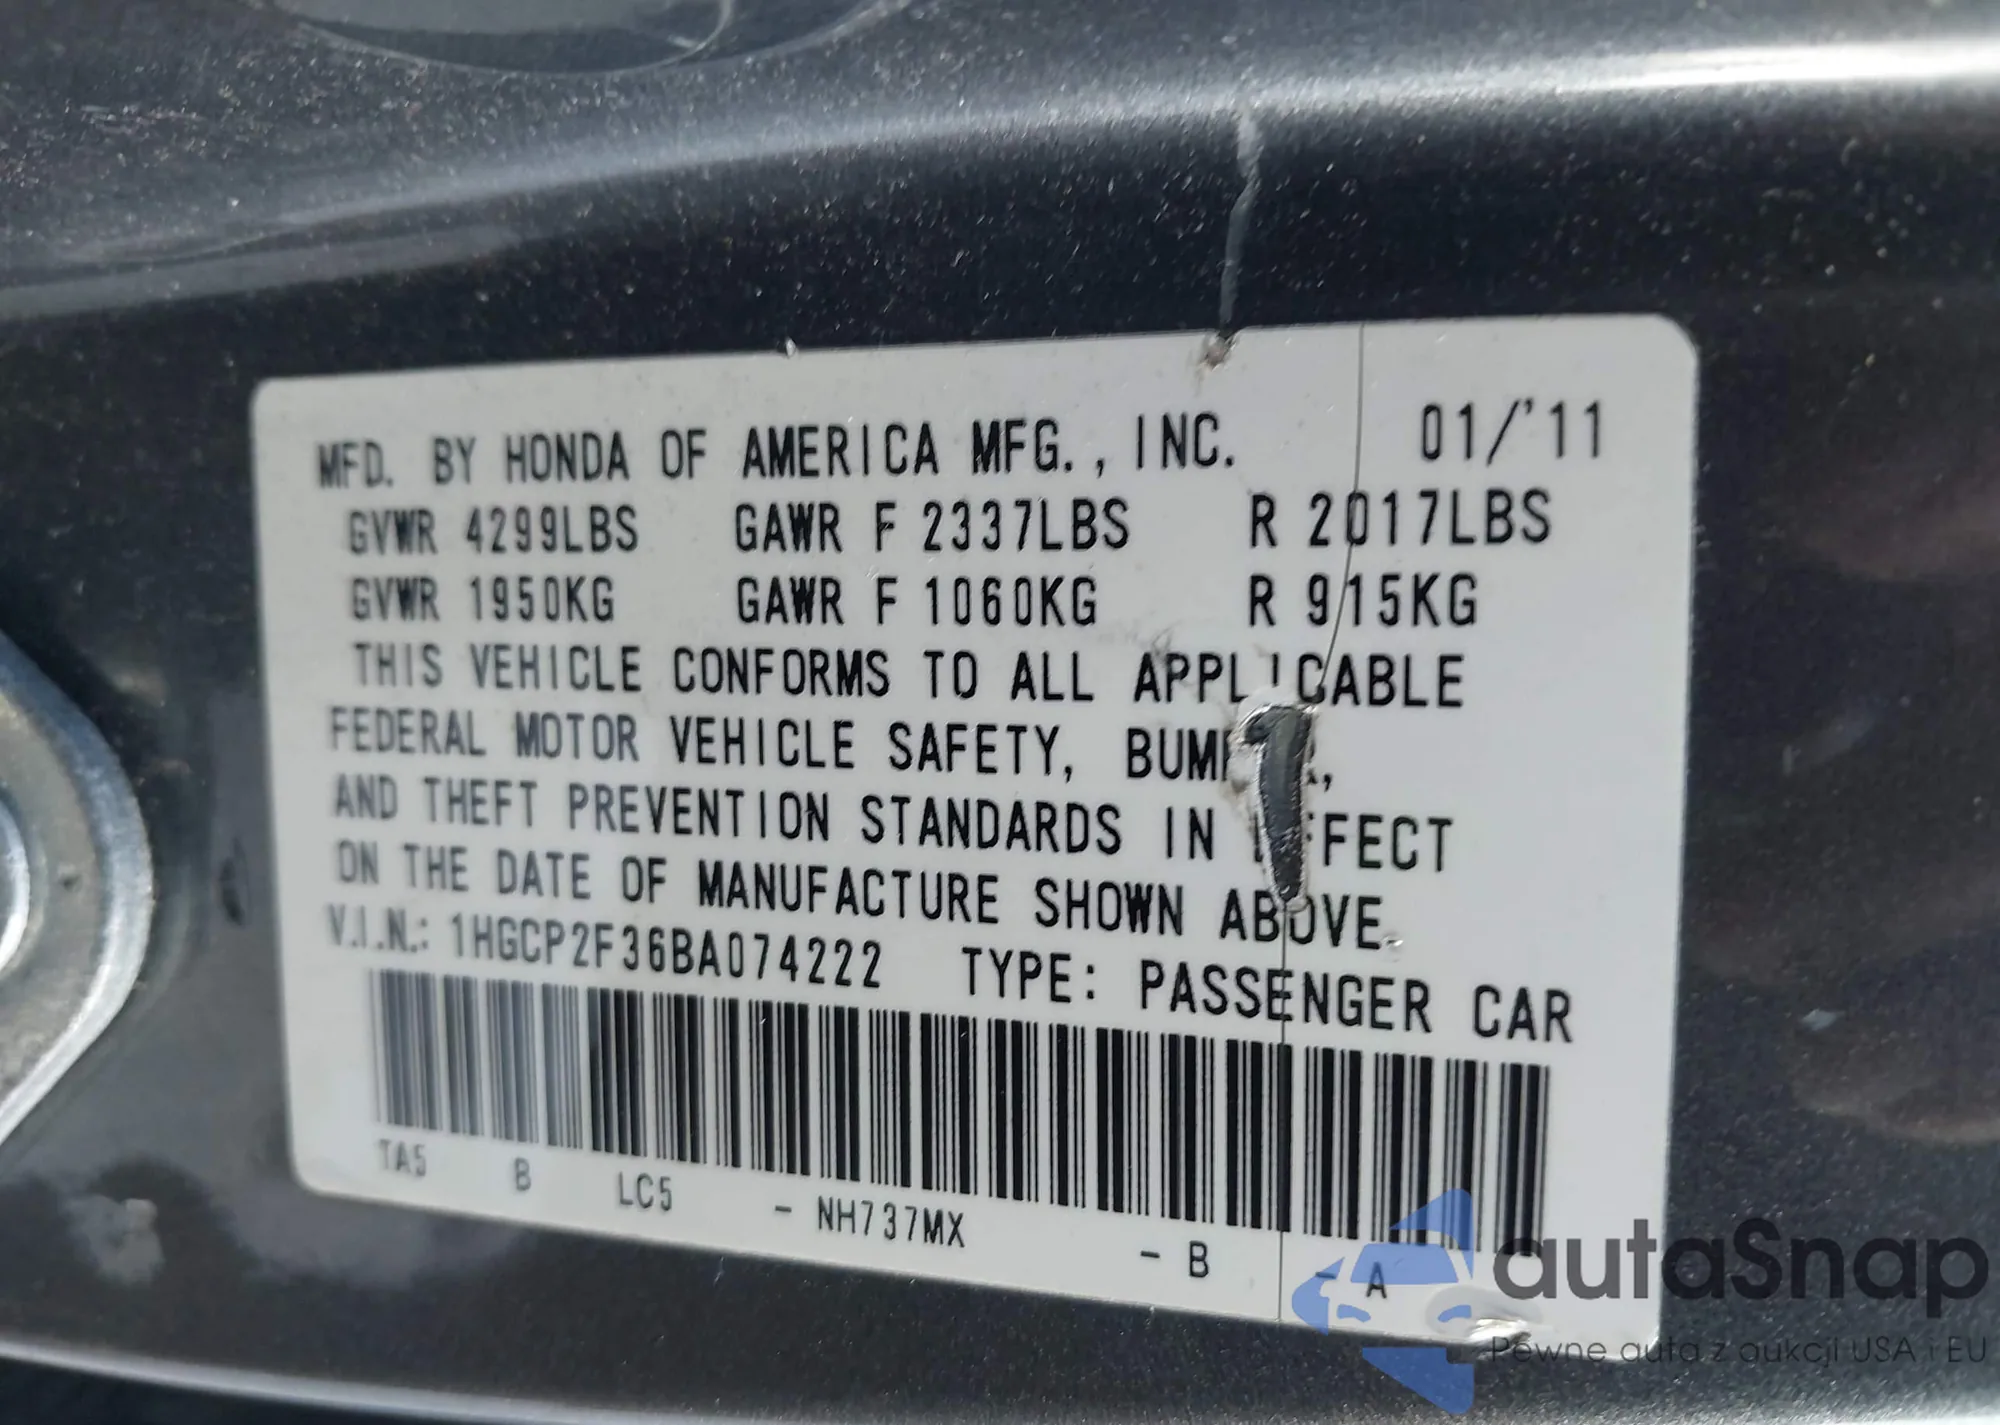 MFD. BY HONDA OF AMERICA MFG., INC. 01/'11
GVWR 4299LBS GAWR F 2337LBS R 2017LBS
GVWR 1950KG GAWR F 1060KG R 915KG
THIS VEHICLE CONFORMS TO ALL APPLICABLE
FEDERAL MOTOR VEHICLE SAFETY,
AND THEFT PREVENTION STANDARDS IN
ON THE DATE OF MANUFACTURE SHOWN ABOVE.
V.I.N.: 1HGCP2F36BA074222 TYPE: PASSENGER CAR
TA5 B LC5 - NH737MX - B - A
autaSnap
Pewne auta z aukcji USA i EU